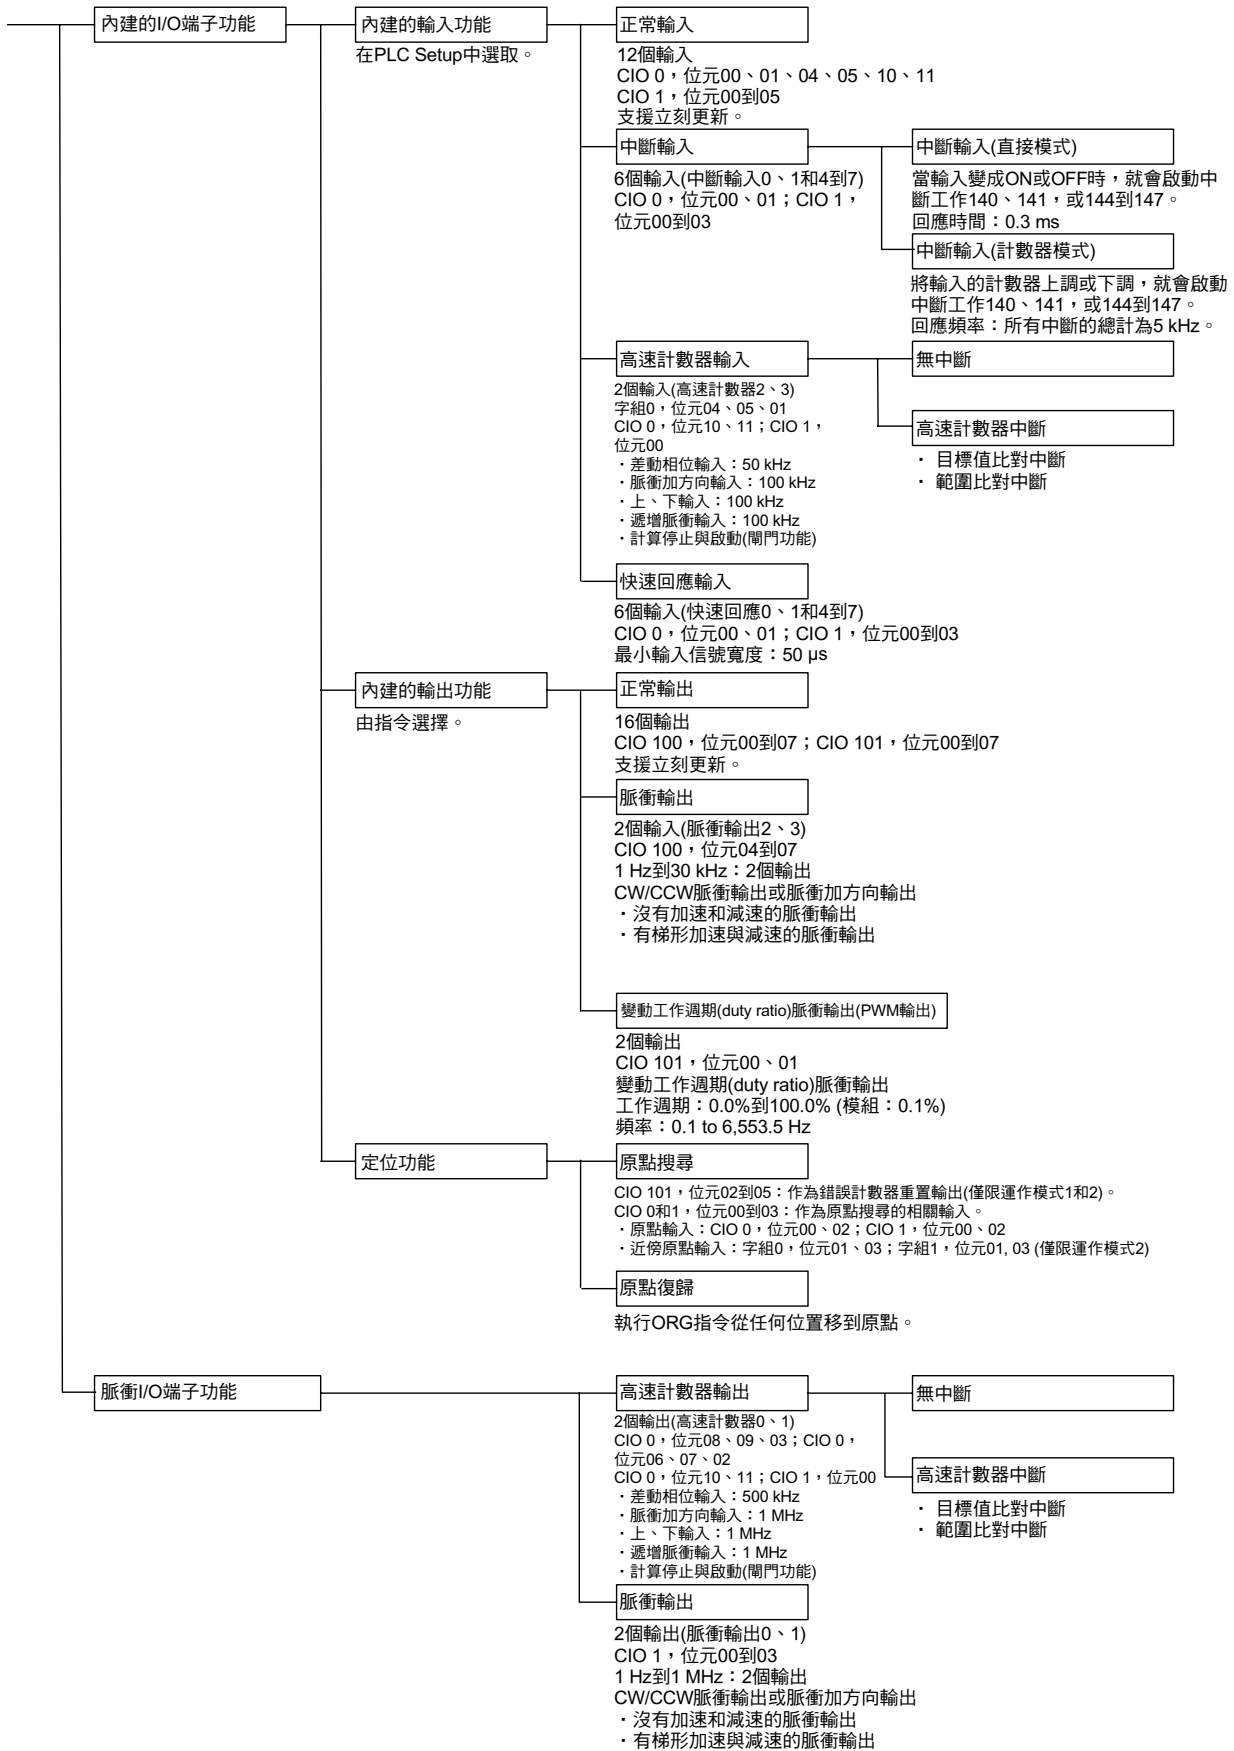 內建的I/O端子功能
內建的輸入功能
在PLC Setup中選取。
正常輸入
12個輸入
CIO 0，位元00、01、04、05、10、11
CIO 1，位元00到05
支援立刻更新。
中斷輸入
6個輸入(中斷輸入0、1和4到7)
CIO 0，位元00、01；CIO 1，
位元00到03
中斷輸入(直接模式)
當輸入變成ON或OFF時，就會啟動中
斷工作140、141，或144到147。
回應時間：0.3 ms
中斷輸入(計數器模式)
將輸入的計數器上調或下調，就會啟動
中斷工作140、141，或144到147。
回應頻率：所有中斷的總計為5 kHz。
高速計數器輸入
2個輸入(高速計數器2、3)
字組0，位元04、05、01
CIO 0，位元10、11；CIO 1，
位元00
・差動相位輸入：50 kHz
・脈衝加方向輸入：100 kHz
・上、下輸入：100 kHz
・遞增脈衝輸入：100 kHz
・計算停止與啟動(閘門功能)
無中斷
高速計數器中斷
・ 目標值比對中斷
・ 範圍比對中斷
快速回應輸入
6個輸入(快速回應0、1和4到7)
CIO 0，位元00、01；CIO 1，位元00到03
最小輸入信號寬度：50 μs
內建的輸出功能
由指令選擇。
正常輸出
16個輸出
CIO 100，位元00到07；CIO 101，位元00到07
支援立刻更新。
脈衝輸出
2個輸入(脈衝輸出2、3)
CIO 100，位元04到07
1 Hz到30 kHz：2個輸出
CW/CCW脈衝輸出或脈衝加方向輸出
・沒有加速和減速的脈衝輸出
・有梯形加速與減速的脈衝輸出
變動工作週期(duty ratio)脈衝輸出(PWM輸出)
2個輸出
CIO 101，位元00、01
變動工作週期(duty ratio)脈衝輸出
工作週期：0.0%到100.0% (模組：0.1%)
頻率：0.1 to 6,553.5 Hz
定位功能
原點搜尋
CIO 101，位元02到05：作為錯誤計數器重置輸出(僅限運作模式1和2)。
CIO 0和1，位元00到03：作為原點搜尋的相關輸入。
・原點輸入：CIO 0，位元00、02；CIO 1，位元00、02
・近傍原點輸入：字組0，位元01、03；字組1，位元01, 03 (僅限運作模式2)
原點復歸
執行ORG指令從任何位置移到原點。
脈衝I/O端子功能
高速計數器輸出
2個輸出(高速計數器0、1)
CIO 0，位元08、09、03；CIO 0，
位元06、07、02
CIO 0，位元10、11；CIO 1，位元00
・差動相位輸入：500 kHz
・脈衝加方向輸入：1 MHz
・上、下輸入：1 MHz
・遞增脈衝輸入：1 MHz
・計算停止與啟動(閘門功能)
無中斷
高速計數器中斷
・ 目標值比對中斷
・ 範圍比對中斷
脈衝輸出
2個輸出(脈衝輸出0、1)
CIO 1，位元00到03
1 Hz到1 MHz：2個輸出
CW/CCW脈衝輸出或脈衝加方向輸出
・沒有加速和減速的脈衝輸出
・有梯形加速與減速的脈衝輸出